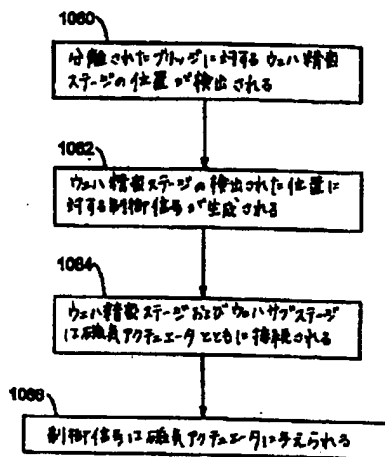 1060
分離されたブリッジに対するウェハ精密
ステージの位置が検出される
1062
ウェハ精密ステージの検出された位置に
対する制御信号が生成される
1064
ウェハ精密ステージおよびウェハサブステージ
は磁気アクチュエータとともに接続される
1066
制御信号は磁気アクチュエータに与えられる